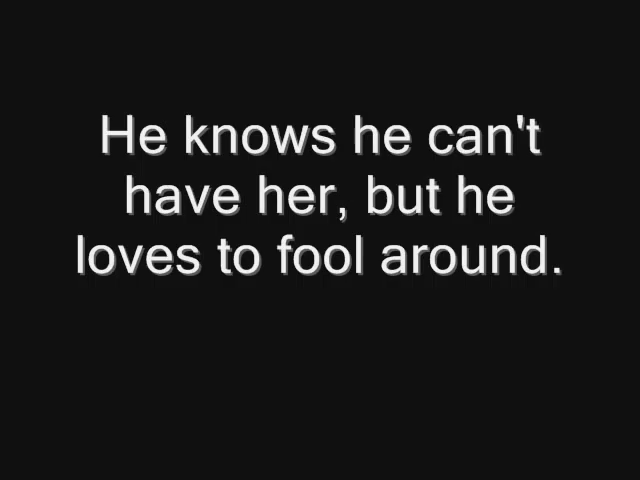 He knows he can't
have her, but he
loves to fool around.